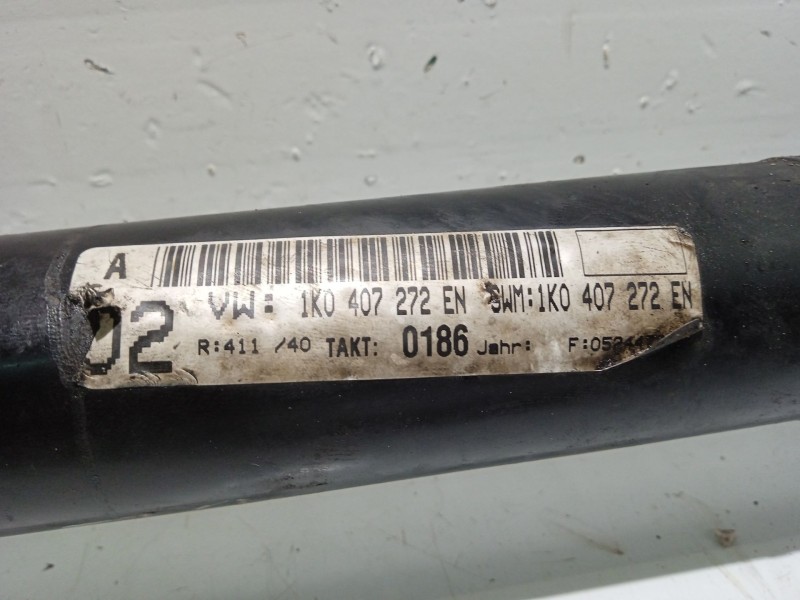 A
02 VW: 1K0 407 272 EN SWM:1K0 407 272 EN
R:411 /40 TAKT: 0186 Jahr: F: